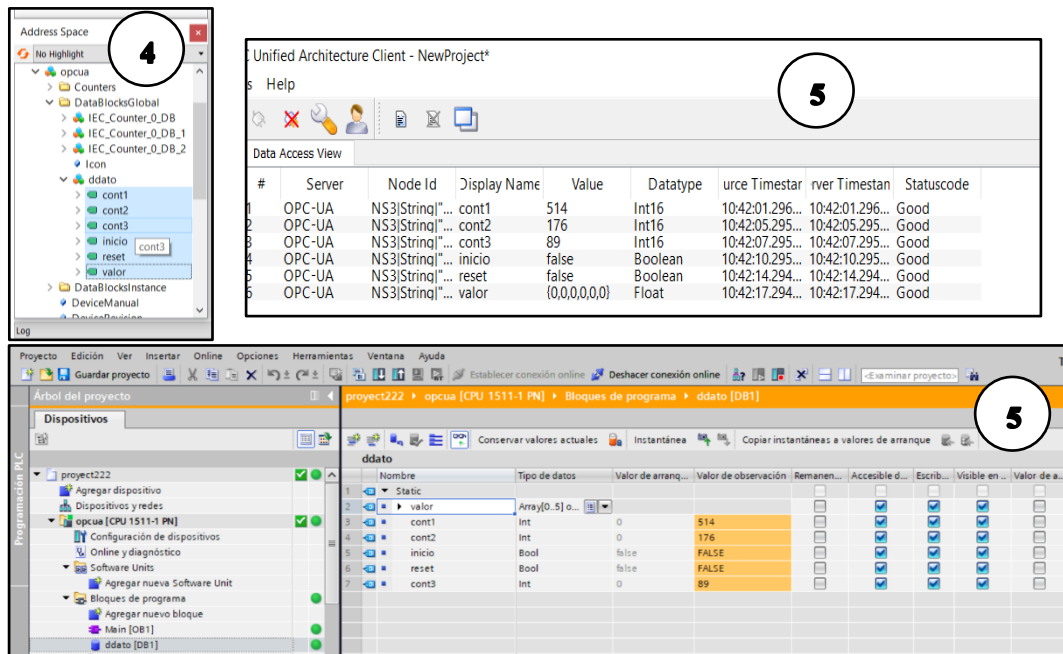 Address Space
No Highlight
4
opcua
Counters
DataBlocksGlobal
IEC_Counter_0_DB
IEC_Counter_0_DB_1
IEC_Counter_0_DB_2
Icon
ddato
cont1
cont2
cont3
inicio
cont3
reset
valor
DataBlocksInstance
DeviceManual
DeviceRevision
Log
Unified Architecture Client - NewProject*
s Help
5
Data Access View
# Server Node Id Display Name Value Datatype urce Timestar rver Timestan Statuscode
1 OPC-UA NS3|String|"... cont1 514 Int16 10:42:01.296... 10:42:01.296... Good
2 OPC-UA NS3|String|"... cont2 176 Int16 10:42:05.295... 10:42:05.295... Good
3 OPC-UA NS3|String|"... cont3 89 Int16 10:42:07.295... 10:42:07.295... Good
4 OPC-UA NS3|String|"... inicio false Boolean 10:42:10.295... 10:42:10.295... Good
5 OPC-UA NS3|String|"... reset false Boolean 10:42:14.294... 10:42:14.294... Good
6 OPC-UA NS3|String|"... valor {0,0,0,0,0,0} Float 10:42:17.294... 10:42:17.294... Good
Proyecto Edición Ver Insertar Online Opciones Herramientas Ventana Ayuda
Guardar proyecto Establecer conexión online Deshacer conexión online <Examinar proyecto>
Árbol del proyecto
Dispositivos
Programación PLC
proyect222
Agregar dispositivo
Dispositivos y redes
opcua [CPU 1511-1 PN]
Configuración de dispositivos
Online y diagnóstico
Software Units
Agregar nueva Software Unit
Bloques de programa
Agregar nuevo bloque
Main [OB1]
ddato [DB1]
proyect222 opcua [CPU 1511-1 PN] Bloques de programa ddato [DB1]
5
Conservar valores actuales Instantánea Copiar instantáneas a valores de arranque
ddato
Nombre Tipo de datos Valor de arranq... Valor de observación Remanen... Accesible d... Escrib... Visible en .. Valor de a...
1 Static
2 valor Array[0..5] o...
3 cont1 Int 0 514
4 cont2 Int 0 176
5 inicio Bool false FALSE
6 reset Bool false FALSE
7 cont3 Int 0 89